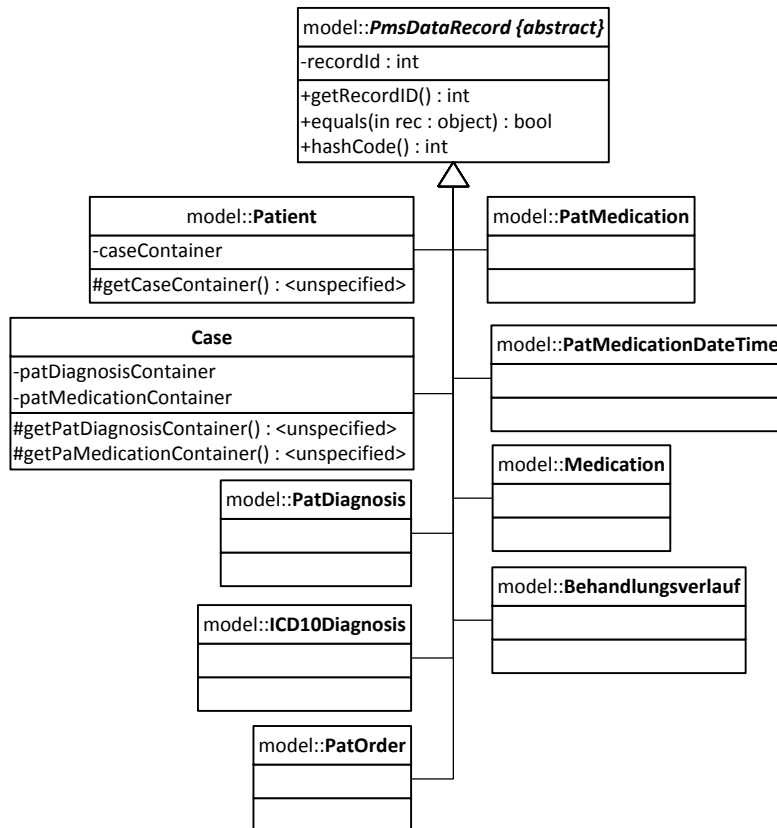 model::PmsDataRecord {abstract}
-recordId : int
+getRecordID() : int
+equals(in rec : object) : bool
+hashCode() : int
model::Patient
-caseContainer
#getCaseContainer() : <unspecified>
model::PatMedication
Case
-patDiagnosisContainer
-patMedicationContainer
#getPatDiagnosisContainer() : <unspecified>
#getPaMedicationContainer() : <unspecified>
model::PatMedicationDateTime
model::Medication
model::PatDiagnosis
model::Behandlungsverlauf
model::ICD10Diagnosis
model::PatOrder